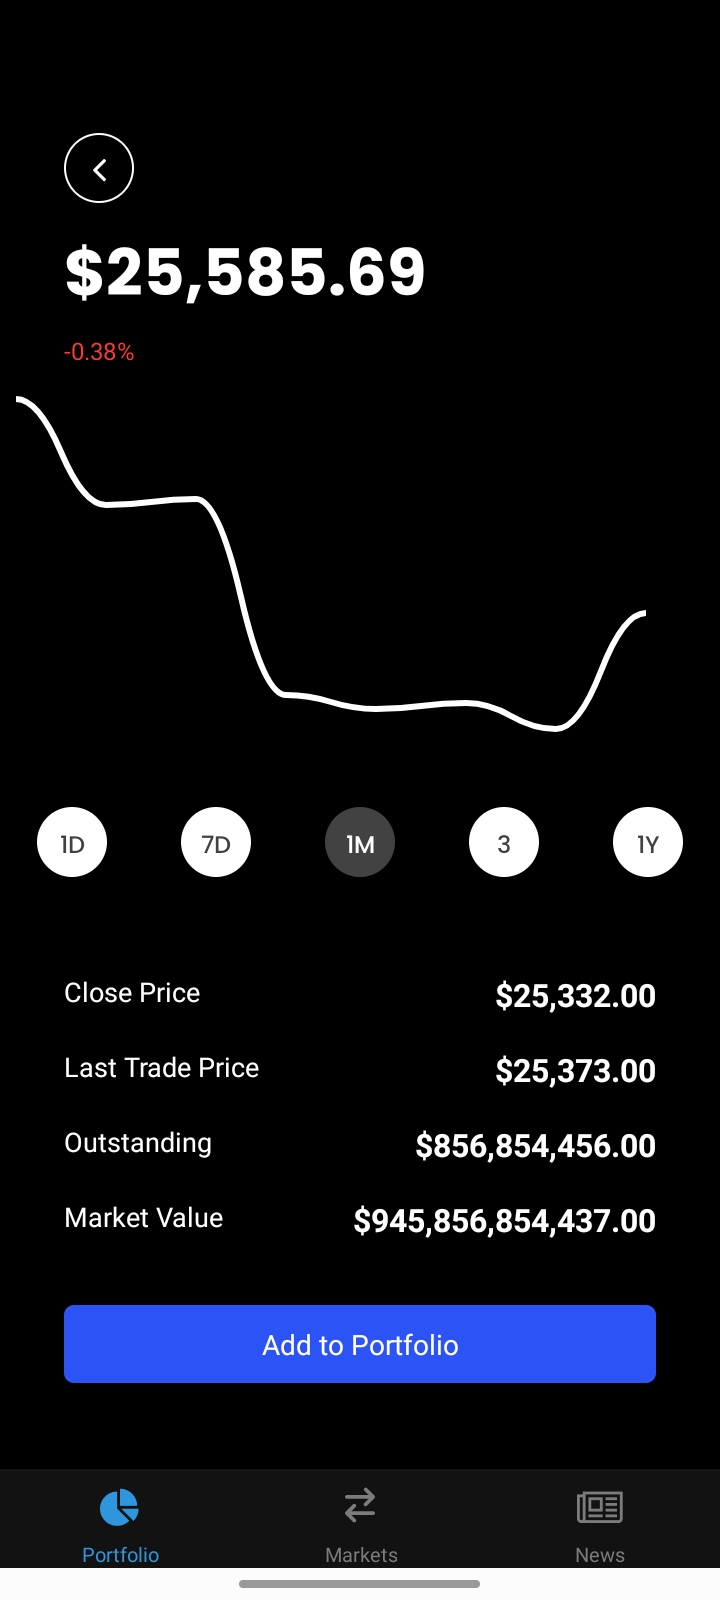 $25,585.69
-0.38%
1D 7D 1M 3 1Y
Close Price $25,332.00
Last Trade Price $25,373.00
Outstanding $856,854,456.00
Market Value $945,856,854,437.00
Add to Portfolio
Portfolio Markets News